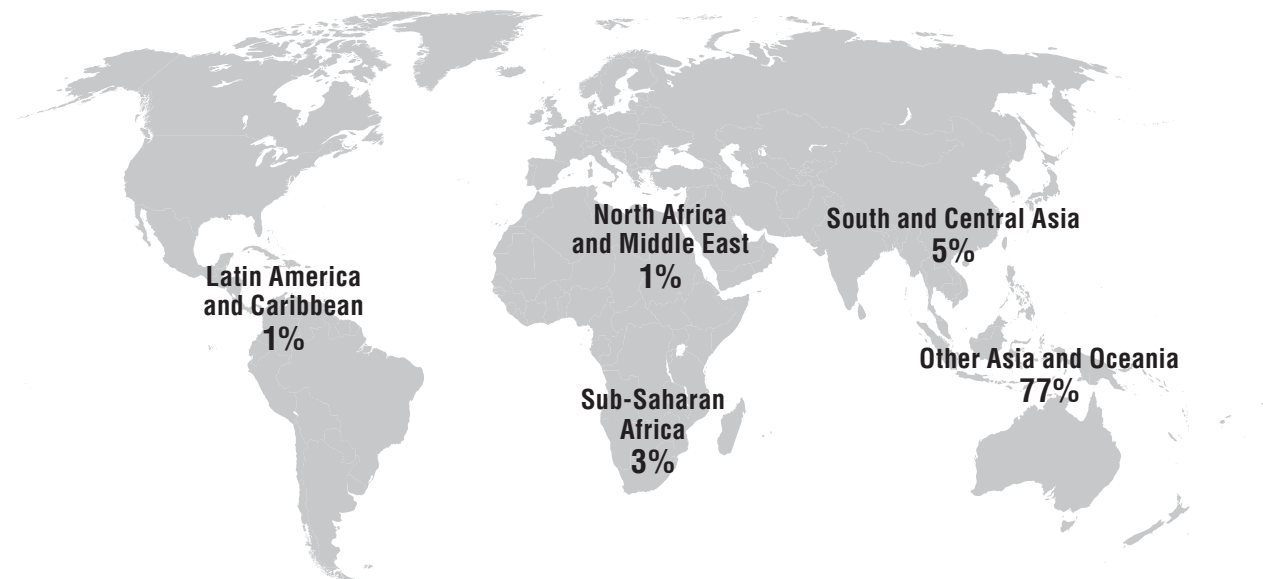 North Africa
and Middle East
1%
South and Central Asia
5%
Latin America
and Caribbean
1%
Other Asia and Oceania
77%
Sub-Saharan
Africa
3%